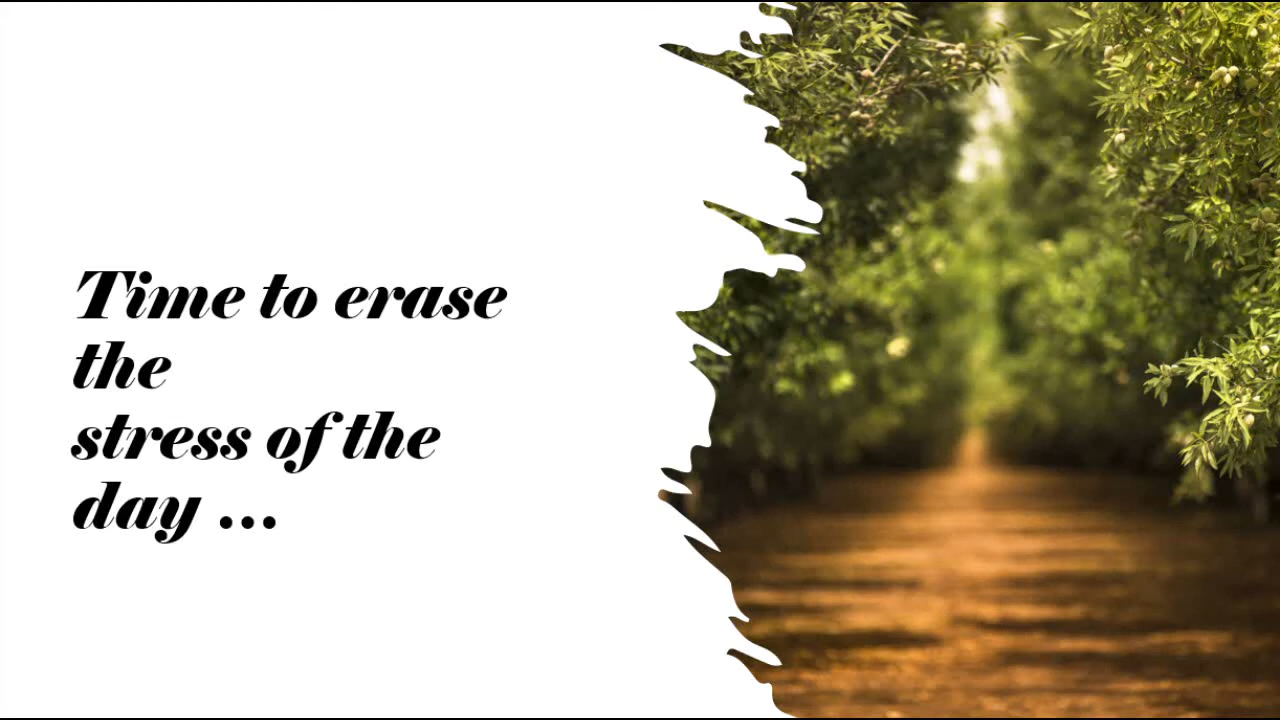 Time to erase
the
stress of the
day ...